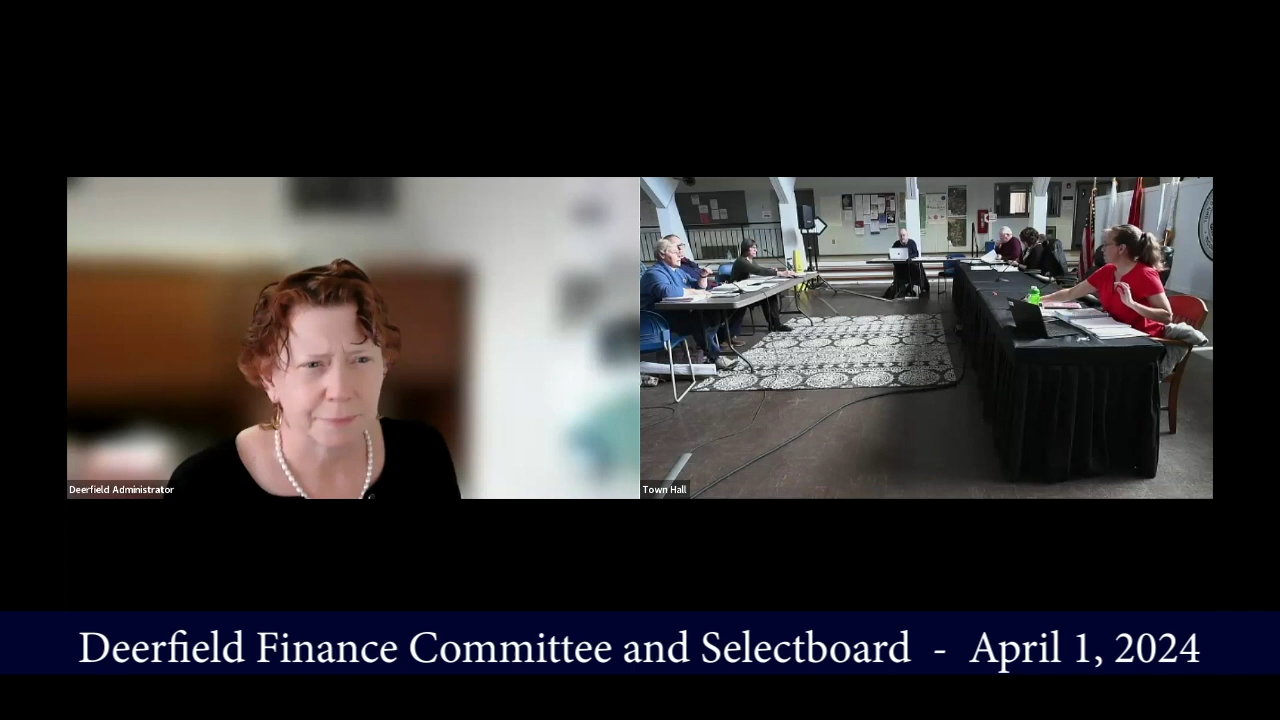 Deerfield Administrator
Town Hall
Deerfield Finance Committee and Selectboard - April 1, 2024